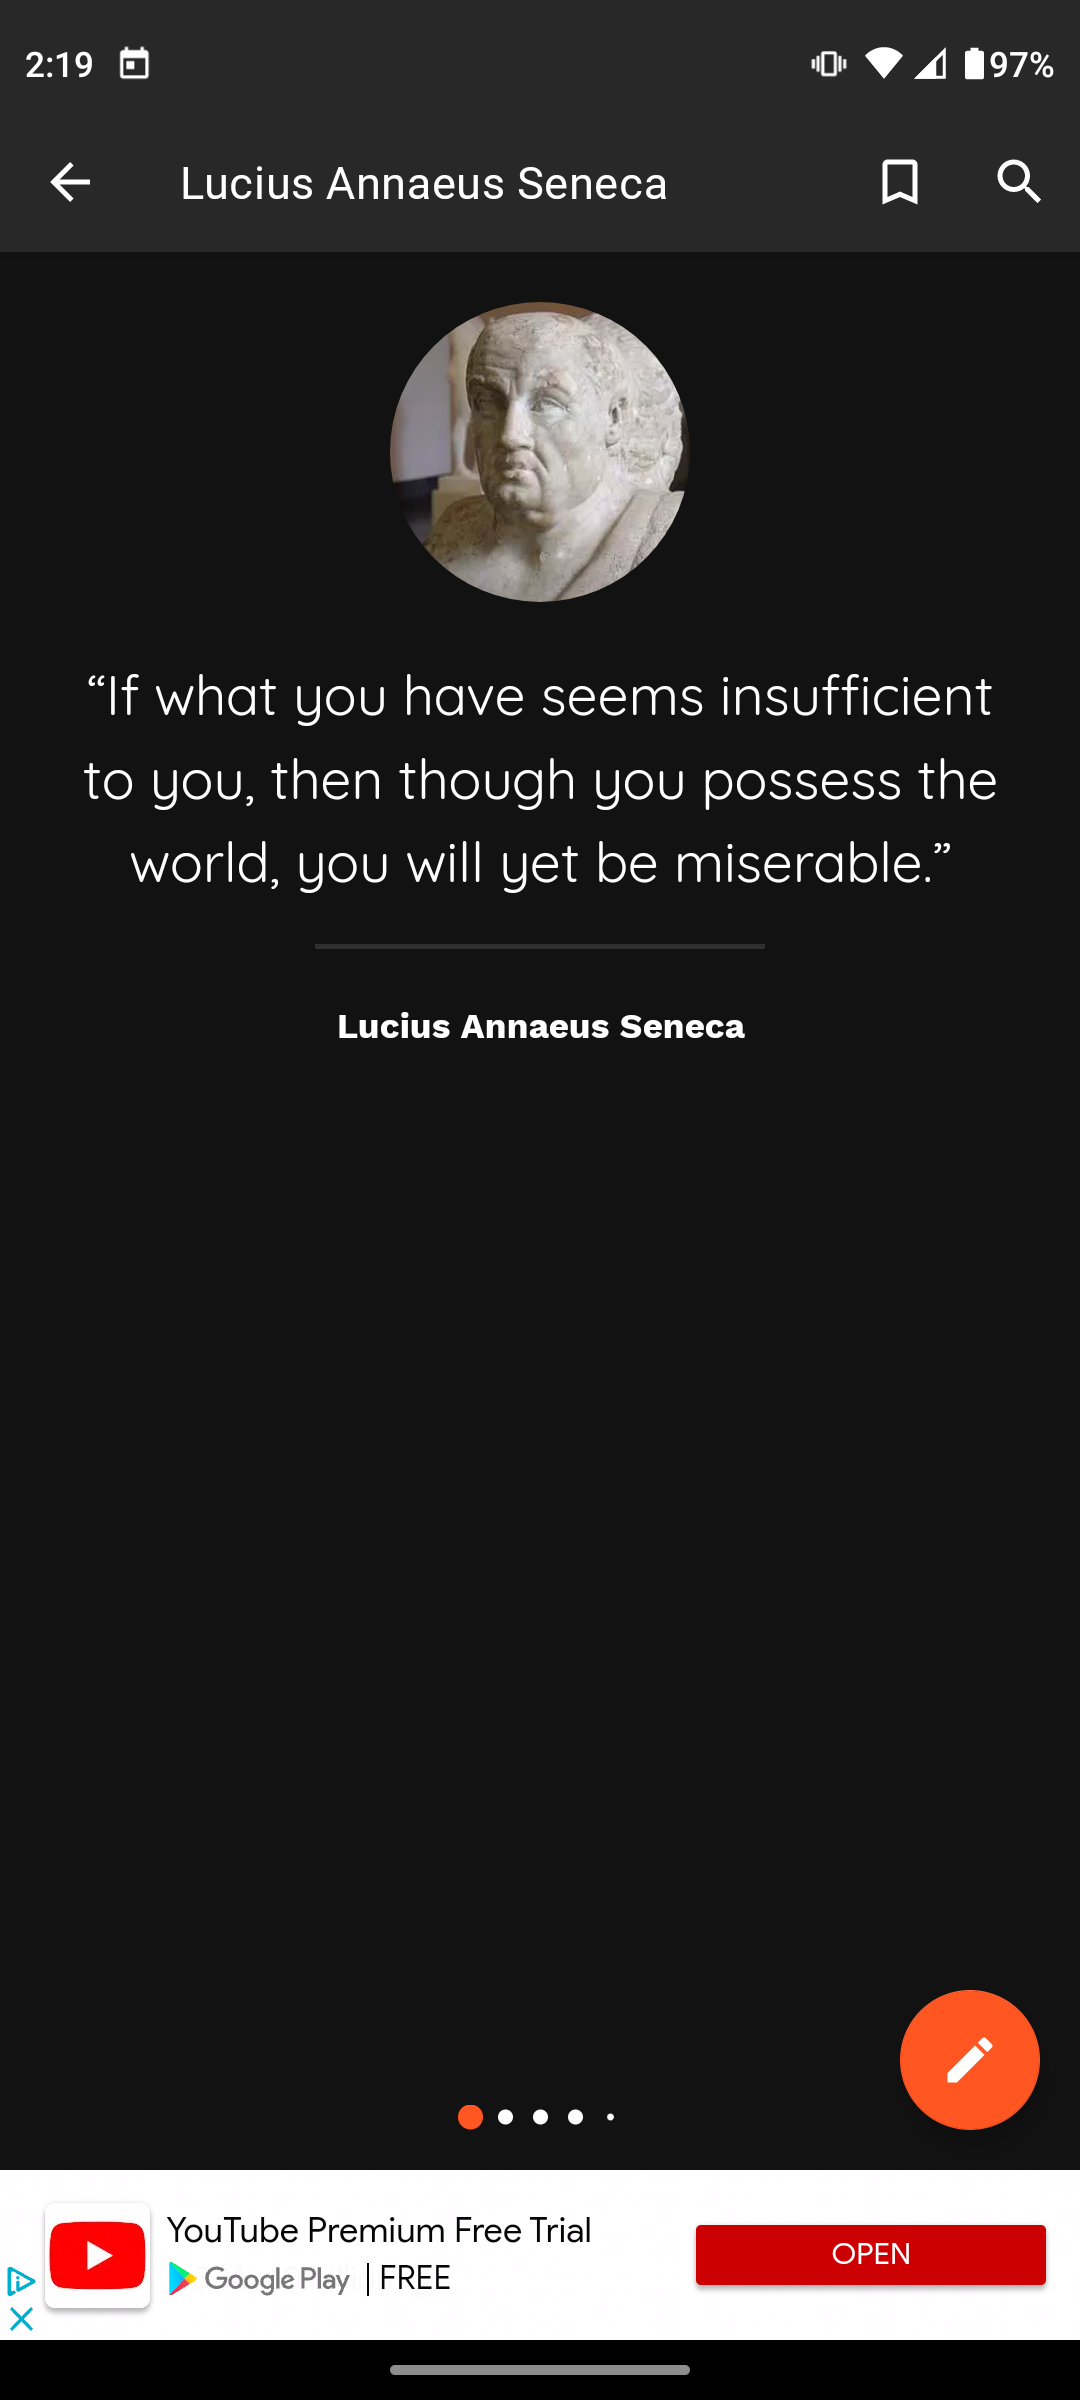 2:19
97%
Lucius Annaeus Seneca
“If what you have seems insufficient
to you, then though you possess the
world, you will yet be miserable.”
Lucius Annaeus Seneca
YouTube Premium Free Trial
Google Play | FREE
OPEN